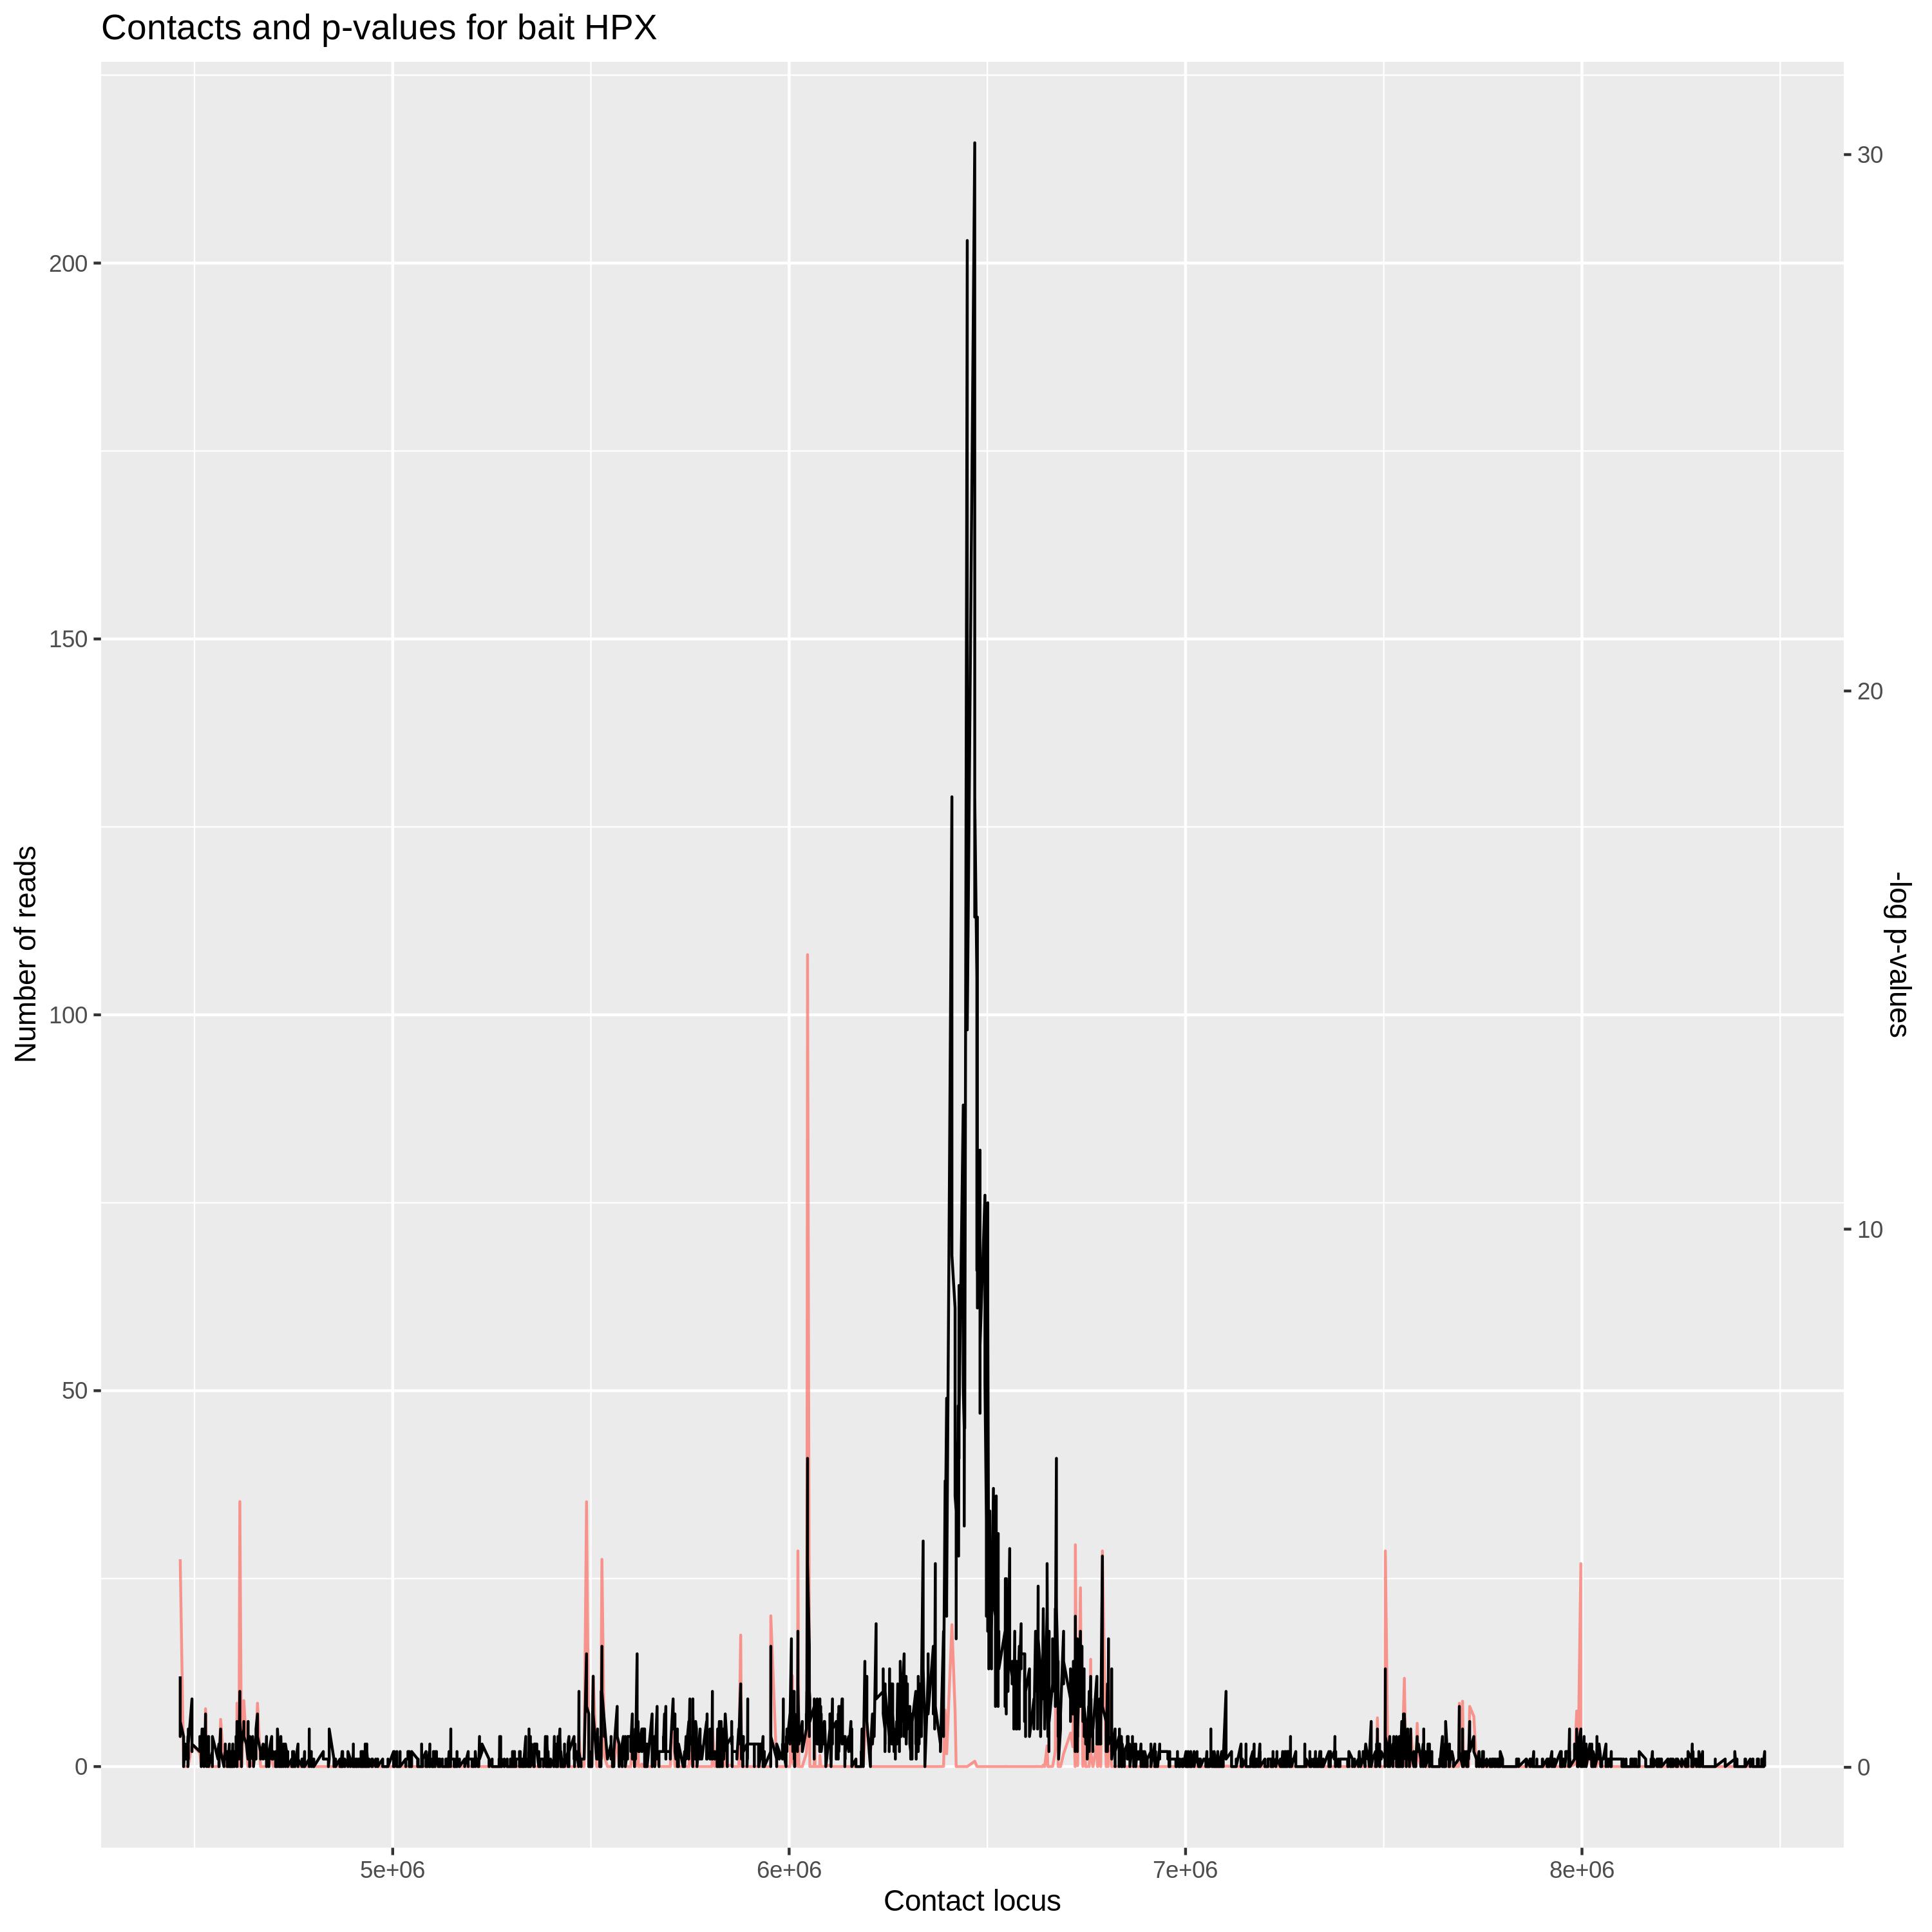 Contacts and p-values for bait HPX
30
200
150
20
Number of reads
-log p-values
100
10
50
0
0
5e+06
6e+06
7e+06
8e+06
Contact locus